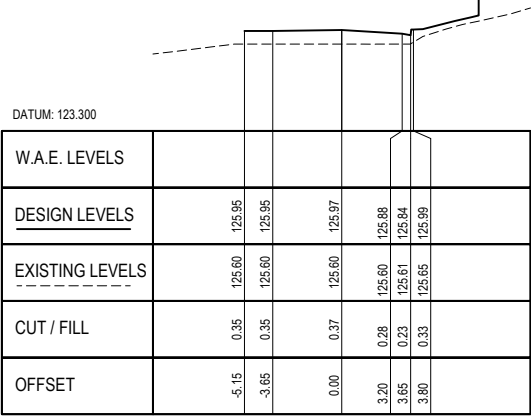 DATUM: 123.300
W.A.E. LEVELS
DESIGN LEVELS 125.95 125.95 125.97 125.88 125.84 125.99
EXISTING LEVELS 125.60 125.60 125.60 125.60 125.61 125.65
CUT / FILL 0.35 0.35 0.37 0.28 0.23 0.33
OFFSET -5.15 -3.65 0.00 3.20 3.65 3.80